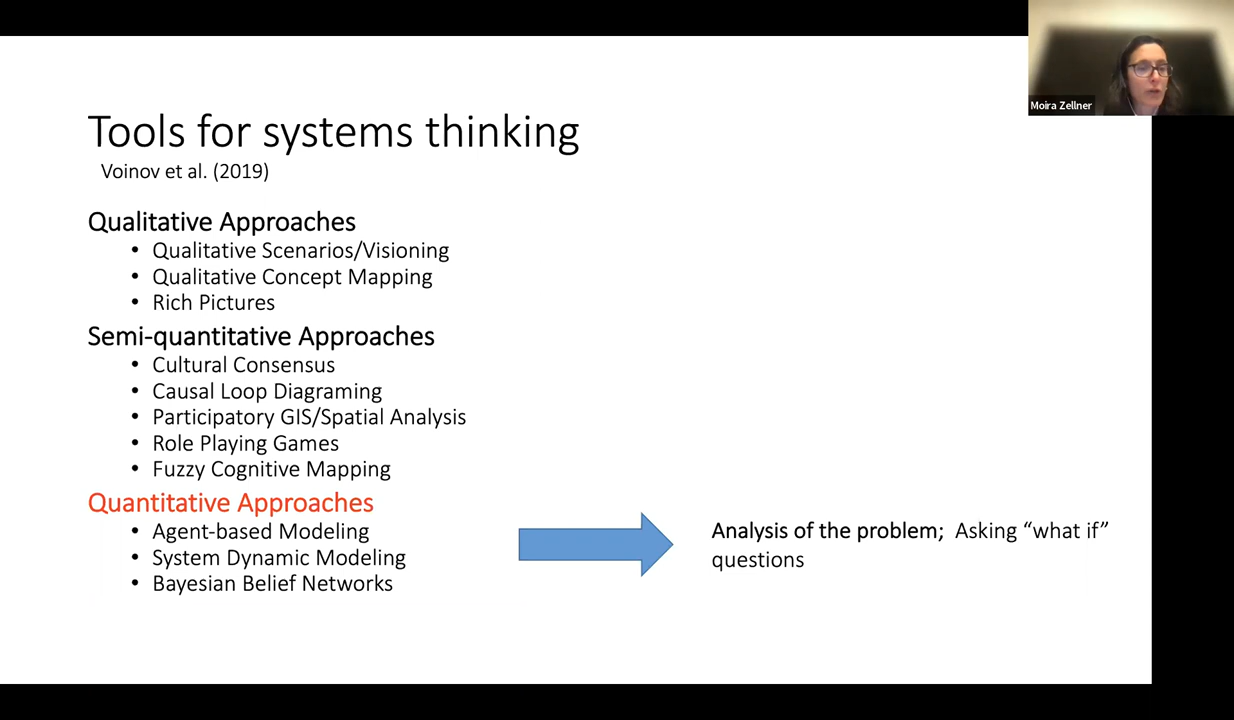 Moira Zellner
Tools for systems thinking
Voinov et al. (2019)
Qualitative Approaches
• Qualitative Scenarios/Visioning
• Qualitative Concept Mapping
• Rich Pictures
Semi-quantitative Approaches
• Cultural Consensus
• Causal Loop Diagraming
• Participatory GIS/Spatial Analysis
• Role Playing Games
• Fuzzy Cognitive Mapping
Quantitative Approaches
• Agent-based Modeling
• System Dynamic Modeling
• Bayesian Belief Networks
Analysis of the problem; Asking “what if”
questions